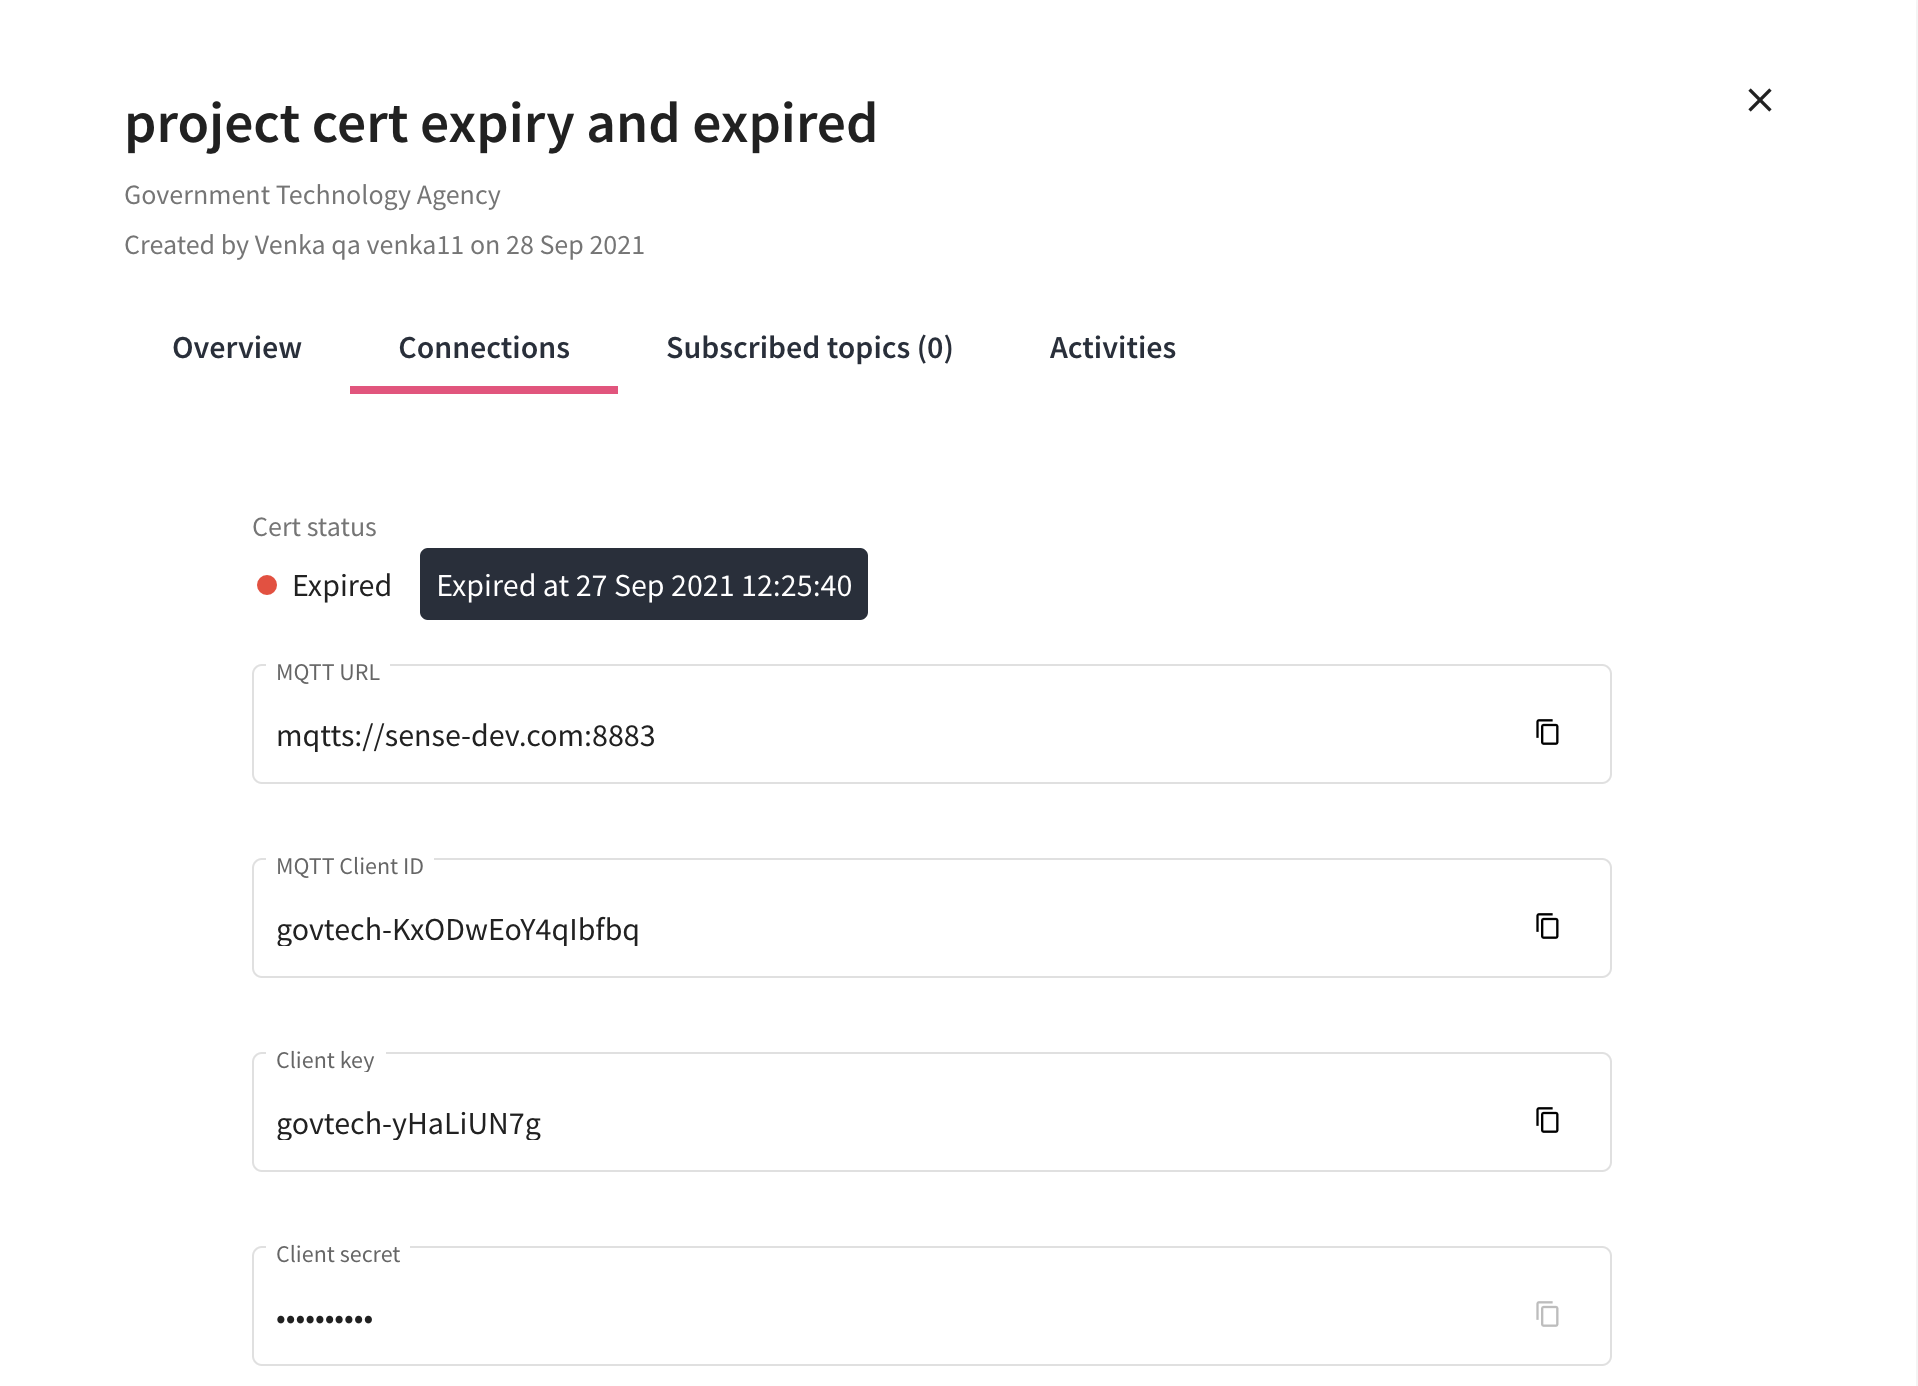 project cert expiry and expired
Government Technology Agency
Created by Venka qa venka11 on 28 Sep 2021
Overview Connections Subscribed topics (0) Activities
Cert status
Expired Expired at 27 Sep 2021 12:25:40
MQTT URL
mqtts://sense-dev.com:8883
MQTT Client ID
govtech-KxODwEoY4qIbfbq
Client key
govtech-yHaLiUN7g
Client secret
••••••••••